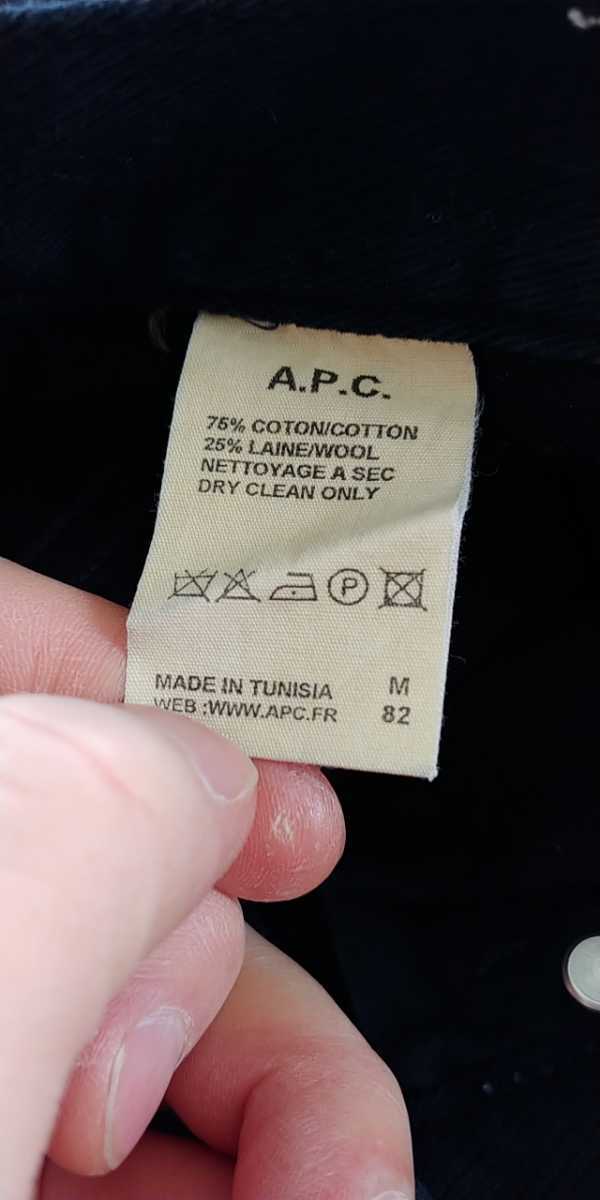 A.P.C.
75% COTON/COTTON
25% LAINE/WOOL
NETTOYAGE A SEC
DRY CLEAN ONLY
P
MADE IN TUNISIA M
WEB :WWW.APC.FR 82